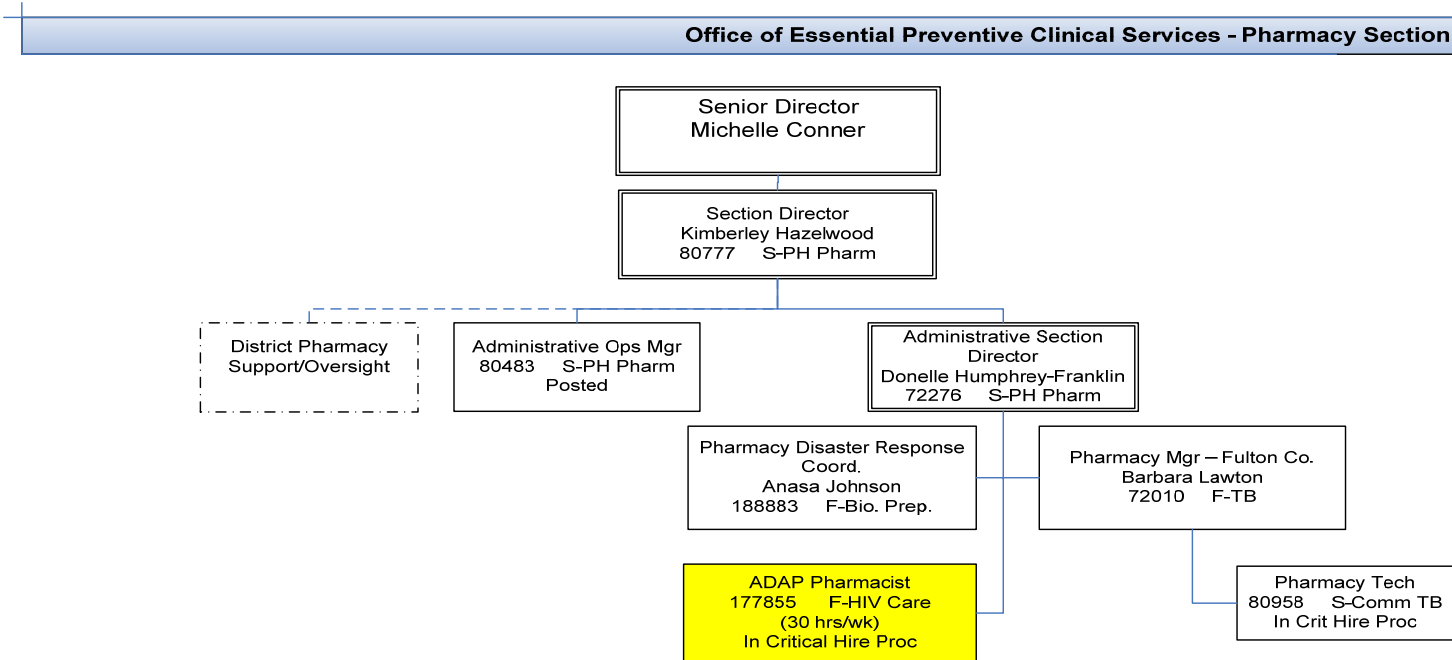 Office of Essential Preventive Clinical Services - Pharmacy Section
Senior Director
Michelle Conner
Section Director
Kimberley Hazelwood
80777 S-PH Pharm
District Pharmacy
Support/Oversight
Administrative Ops Mgr
80483 S-PH Pharm
Posted
Administrative Section
Director
Donelle Humphrey-Franklin
72276 S-PH Pharm
Pharmacy Disaster Response
Coord.
Anasa Johnson
188883 F-Bio. Prep.
Pharmacy Mgr – Fulton Co.
Barbara Lawton
72010 F-TB
ADAP Pharmacist
177855 F-HIV Care
(30 hrs/wk)
In Critical Hire Proc
Pharmacy Tech
80958 S-Comm TB
In Crit Hire Proc